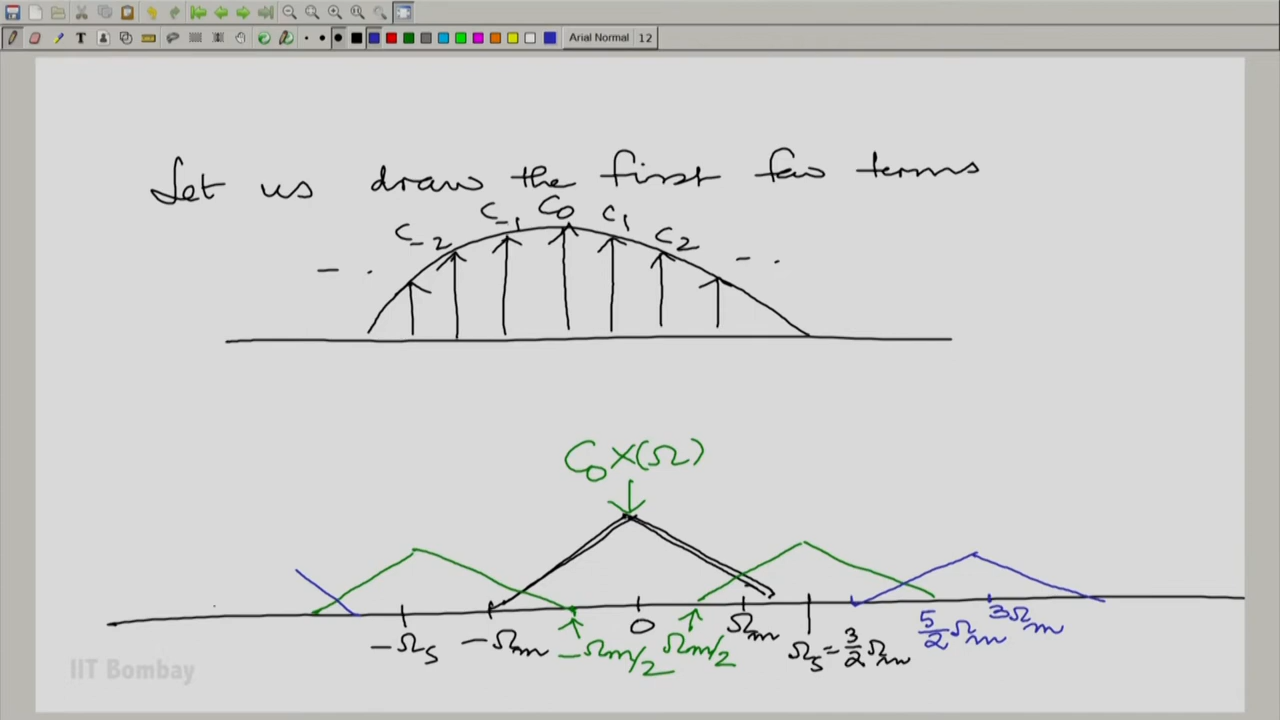 Arial Normal 12
Let us draw the first few terms
C₋₂ C₋₁ C₀ C₁ C₂
C₀ X(Ω)
-Ωs -Ωm -Ωm/2 0 Ωm/2 Ωm Ωs = 3/2 Ωm 5/2 Ωm 3Ωm
IIT Bombay